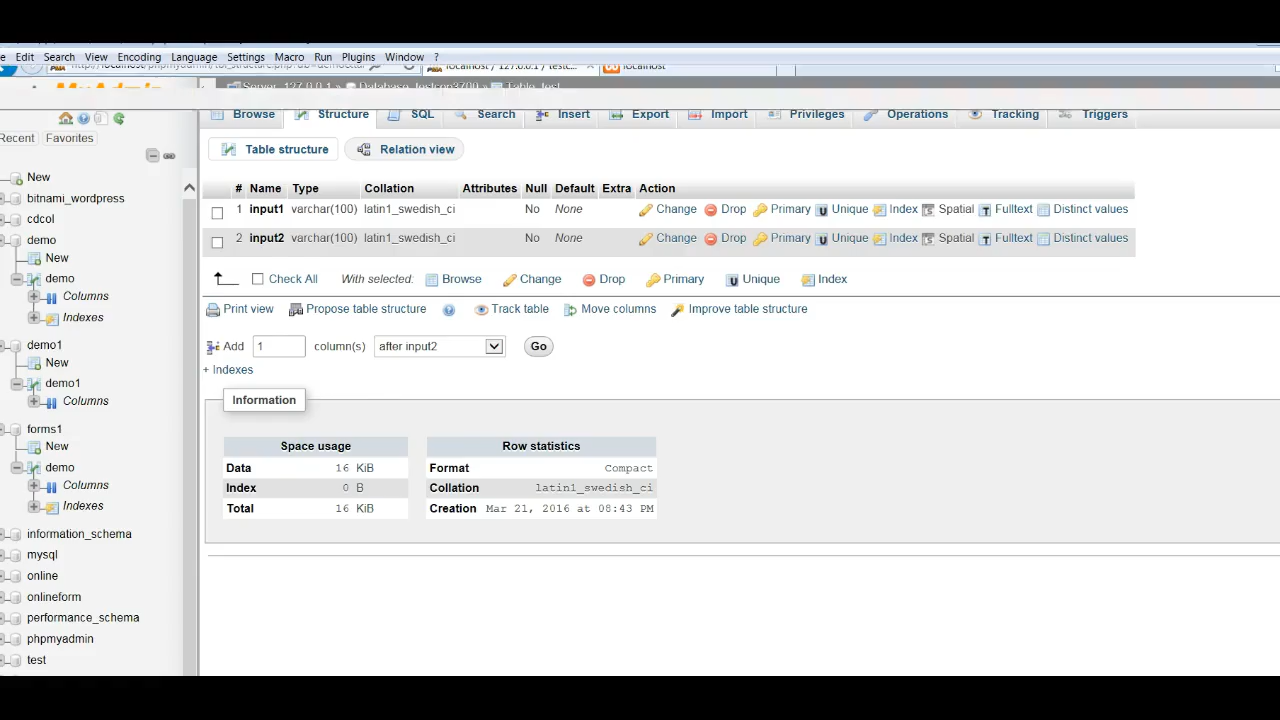 Edit Search View Encoding Language Settings Macro Run Plugins Window ?
localhost
Browse Structure SQL Search Insert Export Import Privileges Operations Tracking Triggers
Recent Favorites
Table structure Relation view
New
bitnami_wordpress
cdcol
demo
New
demo
Columns
Indexes
demo1
New
demo1
Columns
forms1
New
demo
Columns
Indexes
information_schema
mysql
online
onlineform
performance_schema
phpmyadmin
test
# Name Type Collation Attributes Null Default Extra Action
1 input1 varchar(100) latin1_swedish_ci No None Change Drop Primary Unique Index Spatial Fulltext Distinct values
2 input2 varchar(100) latin1_swedish_ci No None Change Drop Primary Unique Index Spatial Fulltext Distinct values
Check All With selected: Browse Change Drop Primary Unique Index
Print view Propose table structure Track table Move columns Improve table structure
Add 1 column(s) after input2 Go
+ Indexes
Information
Space usage
Data 16 KiB
Index 0 B
Total 16 KiB
Row statistics
Format Compact
Collation latin1_swedish_ci
Creation Mar 21, 2016 at 08:43 PM